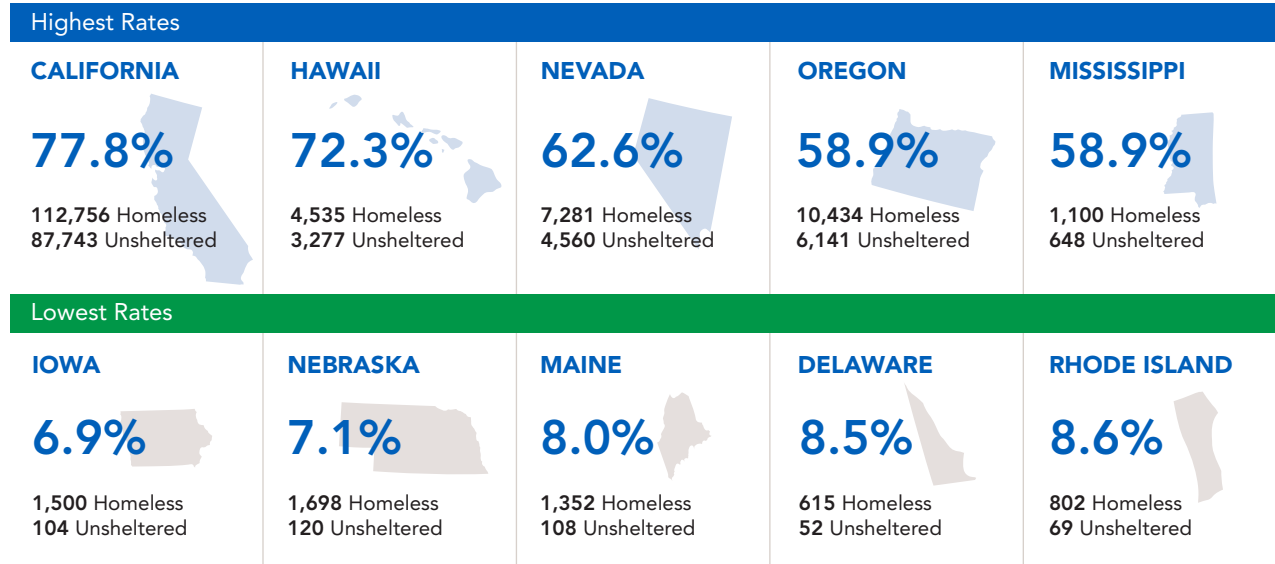 Highest Rates
CALIFORNIA
77.8%
112,756 Homeless
87,743 Unsheltered
HAWAII
72.3%
4,535 Homeless
3,277 Unsheltered
NEVADA
62.6%
7,281 Homeless
4,560 Unsheltered
OREGON
58.9%
10,434 Homeless
6,141 Unsheltered
MISSISSIPPI
58.9%
1,100 Homeless
648 Unsheltered
Lowest Rates
IOWA
6.9%
1,500 Homeless
104 Unsheltered
NEBRASKA
7.1%
1,698 Homeless
120 Unsheltered
MAINE
8.0%
1,352 Homeless
108 Unsheltered
DELAWARE
8.5%
615 Homeless
52 Unsheltered
RHODE ISLAND
8.6%
802 Homeless
69 Unsheltered